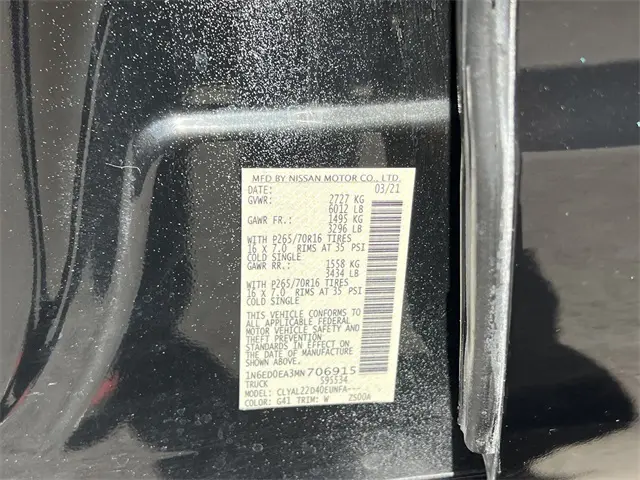 MFD BY NISSAN MOTOR CO., LTD.
DATE: 03/21
GVWR: 2727 KG
6012 LB
GAWR FR.: 1495 KG
3296 LB
WITH P265/70R16 TIRES
16 X 7.0 RIMS AT 35 PSI
COLD SINGLE
GAWR RR.: 1558 KG
3434 LB
WITH P265/70R16 TIRES
16 X 7.0 RIMS AT 35 PSI
COLD SINGLE
THIS VEHICLE CONFORMS TO
ALL APPLICABLE FEDERAL
MOTOR VEHICLE SAFETY AND
THEFT PREVENTION
STANDARDS IN EFFECT ON
THE DATE OF MANUFACTURE
SHOWN ABOVE.
1N6ED0EA3MN706915
TRUCK 595534
MODEL: CLYAL22D40EUNFA---
COLOR: G41 TRIM: W 2S00A